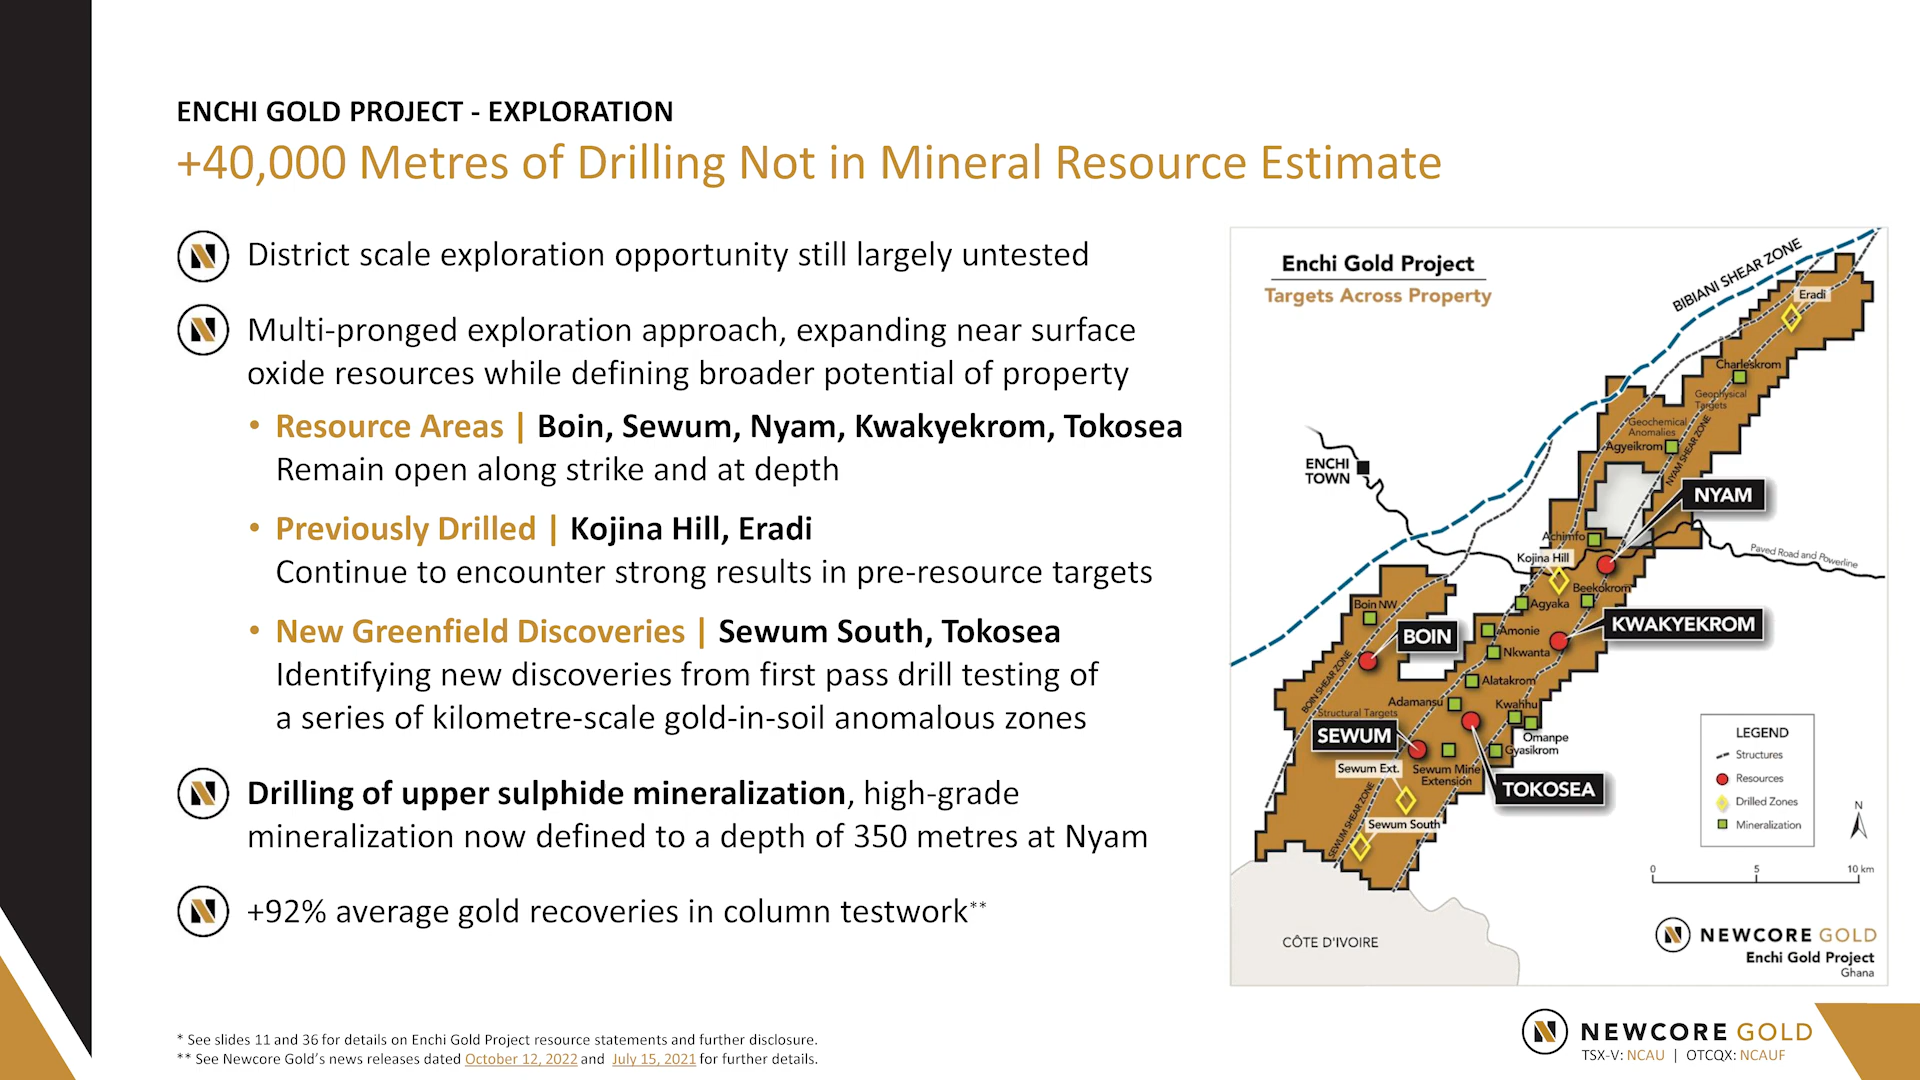 ENCHI GOLD PROJECT - EXPLORATION
+40,000 Metres of Drilling Not in Mineral Resource Estimate
District scale exploration opportunity still largely untested
Multi-pronged exploration approach, expanding near surface
oxide resources while defining broader potential of property
• Resource Areas | Boin, Sewum, Nyam, Kwakyekrom, Tokosea
Remain open along strike and at depth
• Previously Drilled | Kojina Hill, Eradi
Continue to encounter strong results in pre-resource targets
• New Greenfield Discoveries | Sewum South, Tokosea
Identifying new discoveries from first pass drill testing of
a series of kilometre-scale gold-in-soil anomalous zones
Drilling of upper sulphide mineralization, high-grade
mineralization now defined to a depth of 350 metres at Nyam
+92% average gold recoveries in column testwork**
* See slides 11 and 36 for details on Enchi Gold Project resource statements and further disclosure.
** See Newcore Gold's news releases dated October 12, 2022 and July 15, 2021 for further details.
Enchi Gold Project
Targets Across Property
BIBIANI SHEAR ZONE
Eradi
Charleskrom
Geophysical
Targets
Geochemical
Anomalies
Agyeikrom
NYAM SHEAR ZONE
ENCHI
TOWN
NYAM
Achimfo
Kojina Hill
Paved Road and Powerline
Beekokrom
Agyaka
Boin NW
KWAKYEKROM
BOIN
Amonie
Nkwanta
BOIN SHEAR ZONE
Alatakrom
Adamansu
Kwahhu
Structural Targets
SEWUM
Omanpe
Gyasikrom
Sewum Ext.
Sewum Mine
Extension
TOKOSEA
SEWUM SHEAR ZONE
Sewum South
LEGEND
Structures
Resources
Drilled Zones
Mineralization
N
0 5 10 km
CÔTE D'IVOIRE
NEWCORE GOLD
Enchi Gold Project
Ghana
NEWCORE GOLD
TSX-V: NCAU | OTCQX: NCAUF